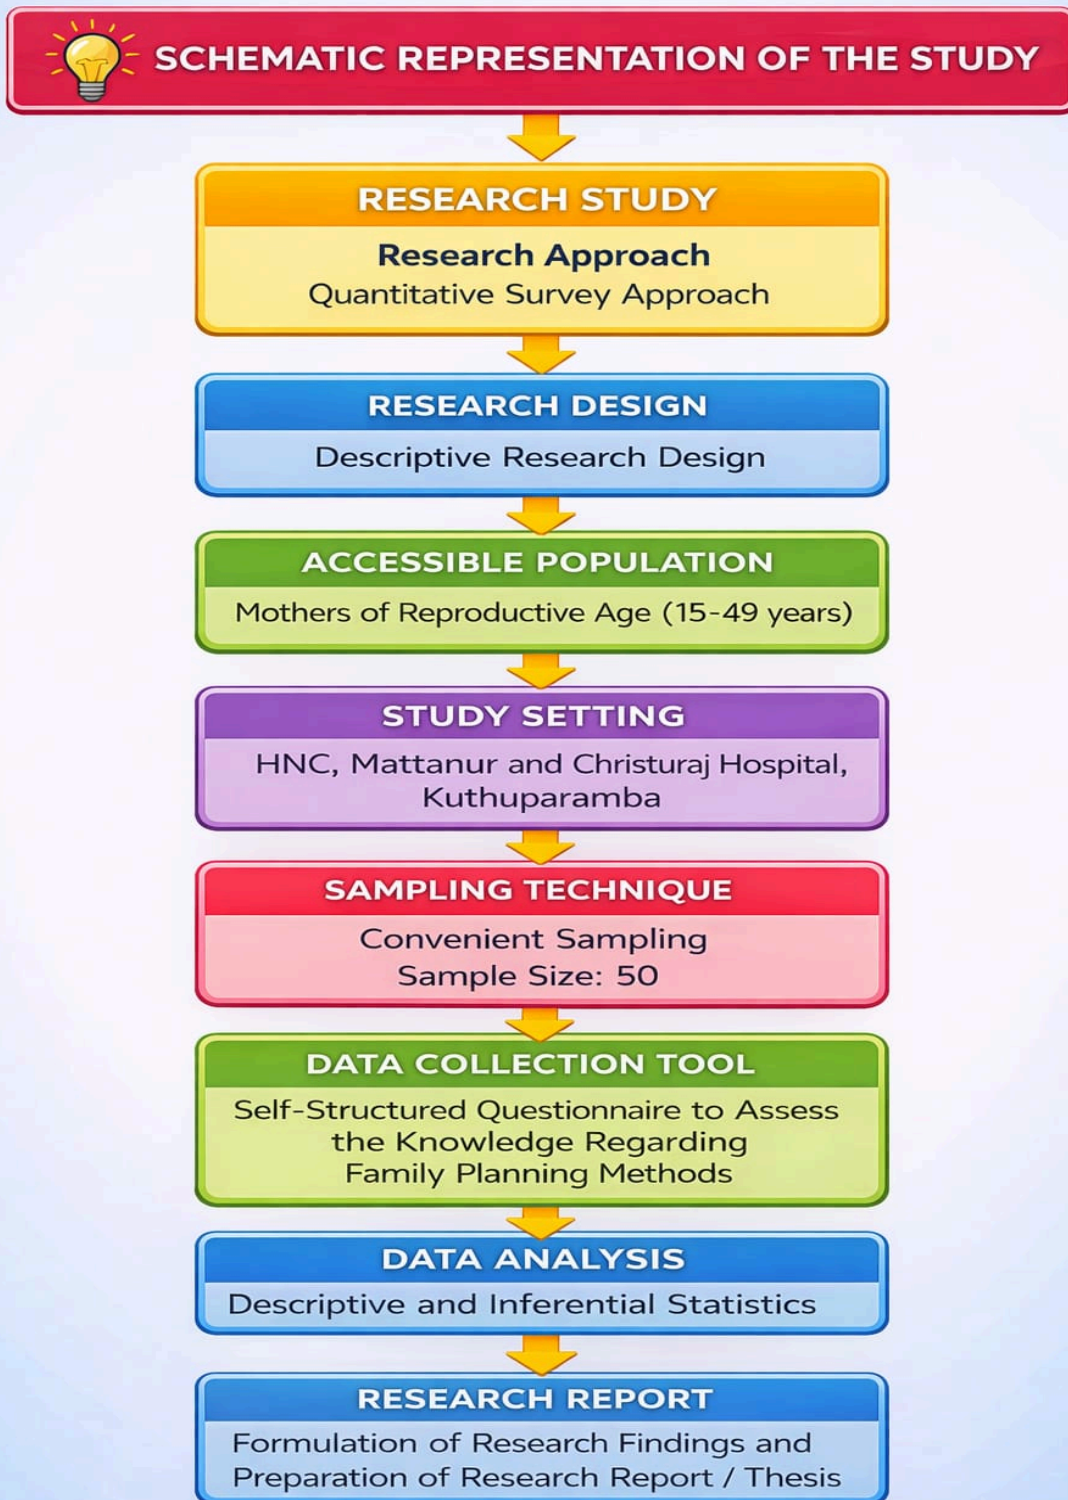 SCHEMATIC REPRESENTATION OF THE STUDY
RESEARCH STUDY
Research Approach
Quantitative Survey Approach
RESEARCH DESIGN
Descriptive Research Design
ACCESSIBLE POPULATION
Mothers of Reproductive Age (15-49 years)
STUDY SETTING
HNC, Mattanur and Christuraj Hospital,
Kuthuparamba
SAMPLING TECHNIQUE
Convenient Sampling
Sample Size: 50
DATA COLLECTION TOOL
Self-Structured Questionnaire to Assess
the Knowledge Regarding
Family Planning Methods
DATA ANALYSIS
Descriptive and Inferential Statistics
RESEARCH REPORT
Formulation of Research Findings and
Preparation of Research Report / Thesis